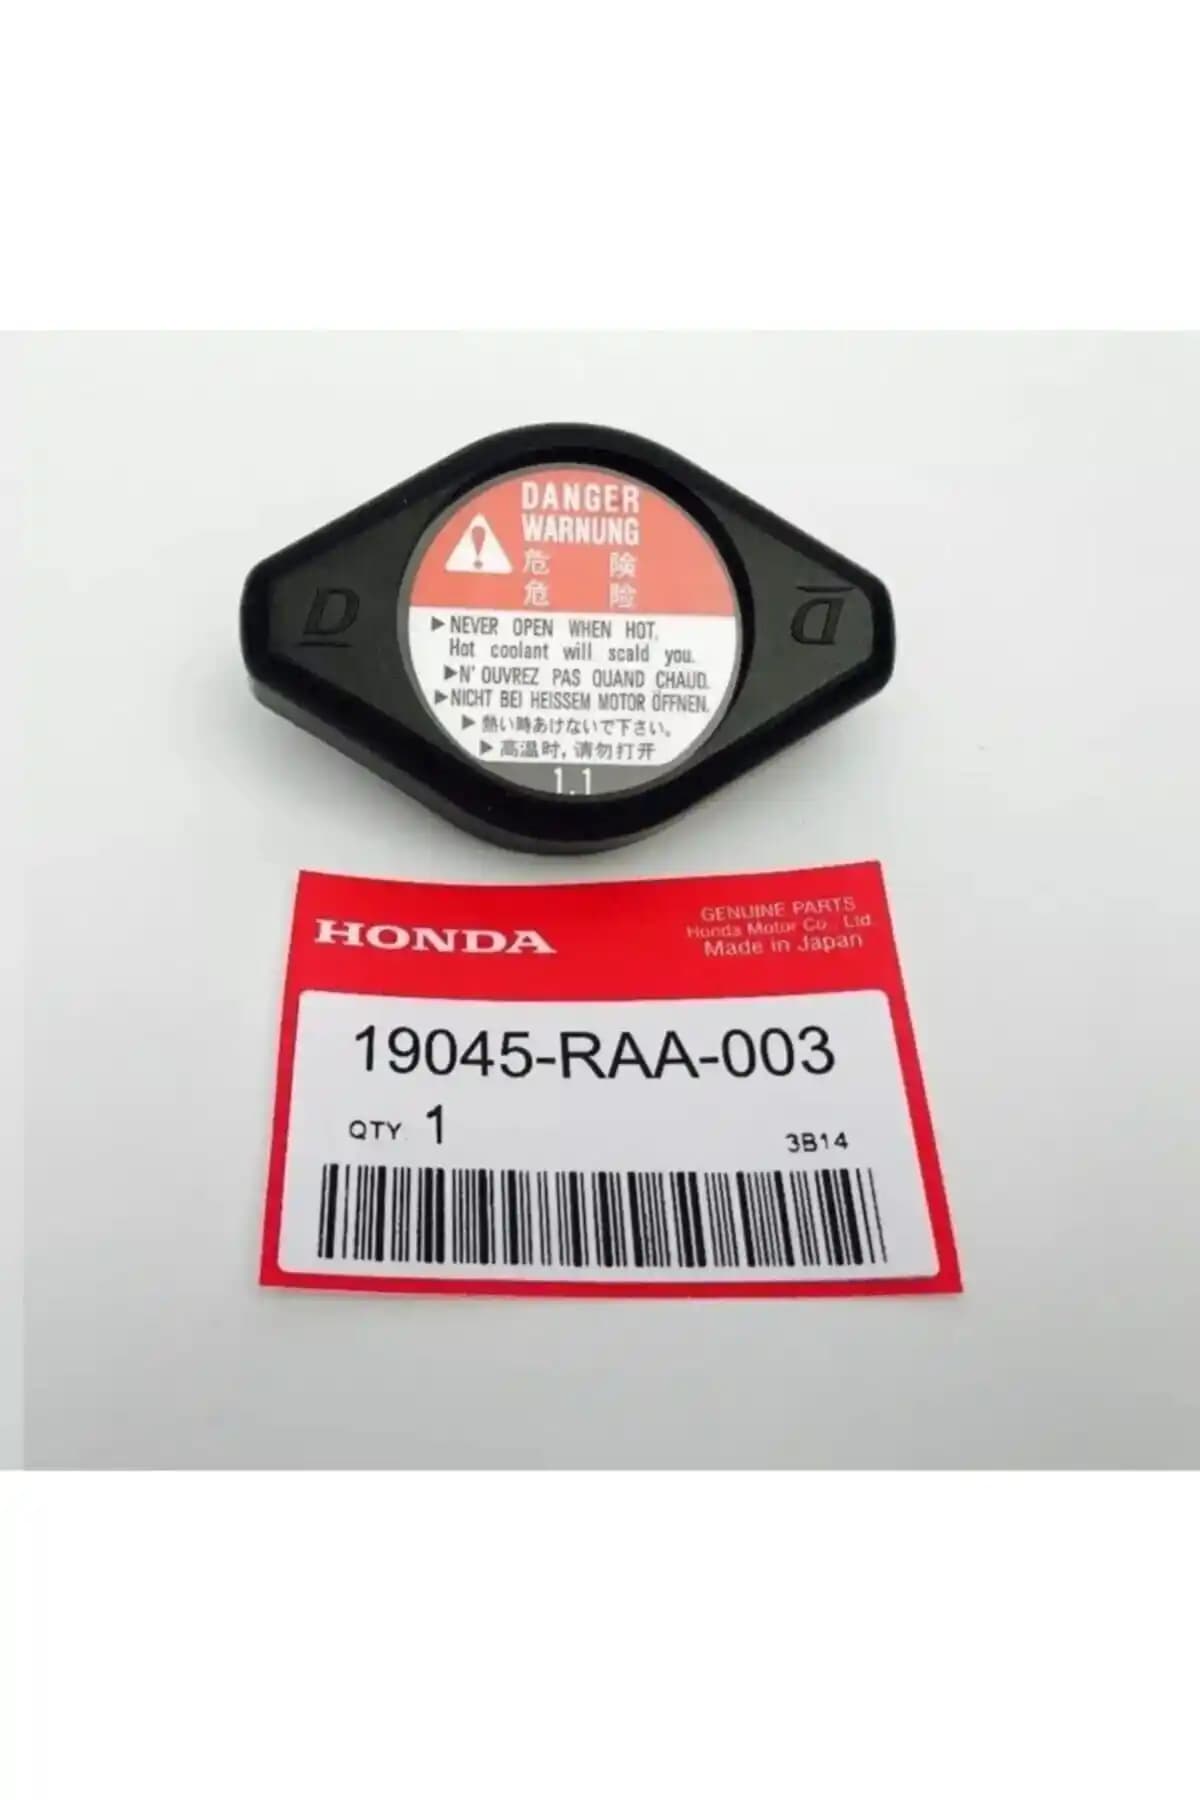 DANGER
WARNUNG
危 険
危 险
▶NEVER OPEN WHEN HOT.
Hot coolant will scald you.
▶N'OUVREZ PAS QUAND CHAUD.
▶NICHT BEI HEISSEM MOTOR ÖFFNEN.
▶熱い時あけないで下さい。
▶高温时,请勿打开
1.1
D
D
HONDA
GENUINE PARTS
Honda Motor Co Ltd.
Made in Japan
19045-RAA-003
QTY 1
3B14